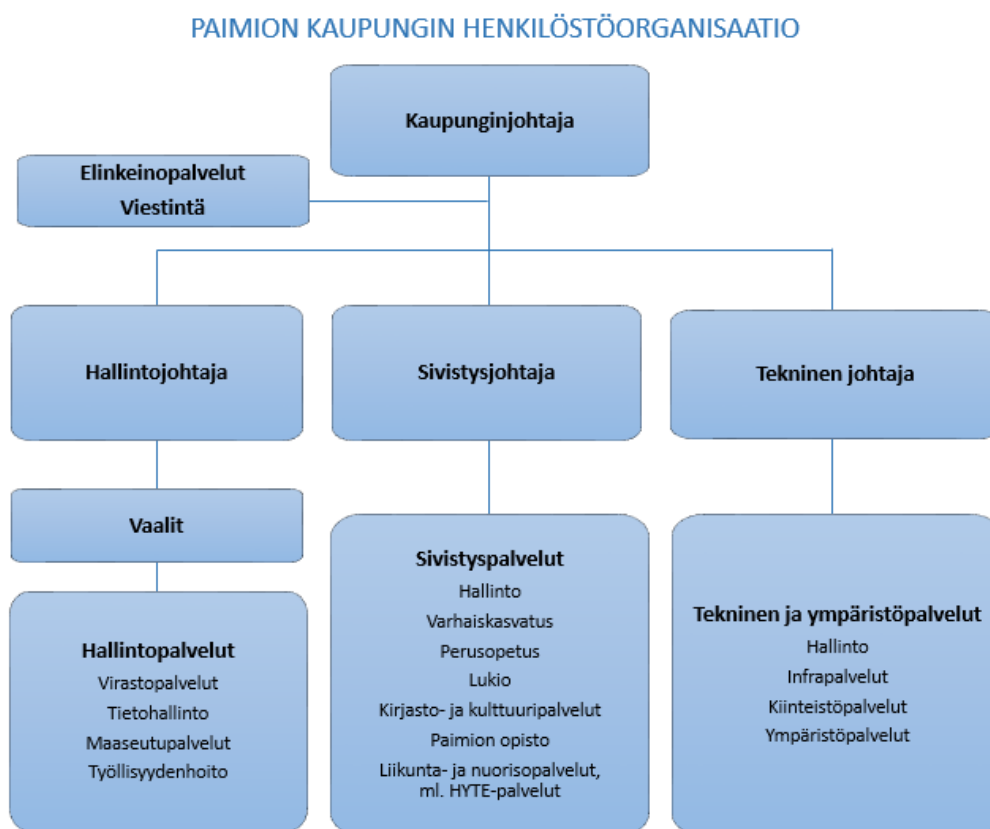 PAIMION KAUPUNGIN HENKILÖSTÖORGANISAATIO
Kaupunginjohtaja
Elinkeinopalvelut
Viestintä
Hallintojohtaja
Sivistysjohtaja
Tekninen johtaja
Vaalit
Hallintopalvelut
Virastopalvelut
Tietohallinto
Maaseutupalvelut
Työllisyydenhoito
Sivistyspalvelut
Hallinto
Varhaiskasvatus
Perusopetus
Lukio
Kirjasto- ja kulttuuripalvelut
Paimion opisto
Liikunta- ja nuorisopalvelut,
ml. HYTE-palvelut
Tekninen ja ympäristöpalvelut
Hallinto
Infrapalvelut
Kiinteistöpalvelut
Ympäristöpalvelut